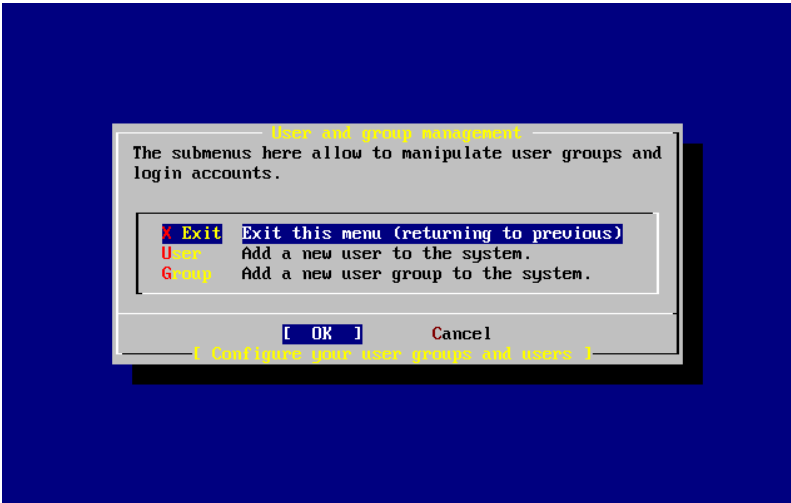 User and group management
The submenus here allow to manipulate user groups and
login accounts.
X Exit Exit this menu (returning to previous)
User Add a new user to the system.
Group Add a new user group to the system.
[ OK ] Cancel
[ Configure your user groups and users ]